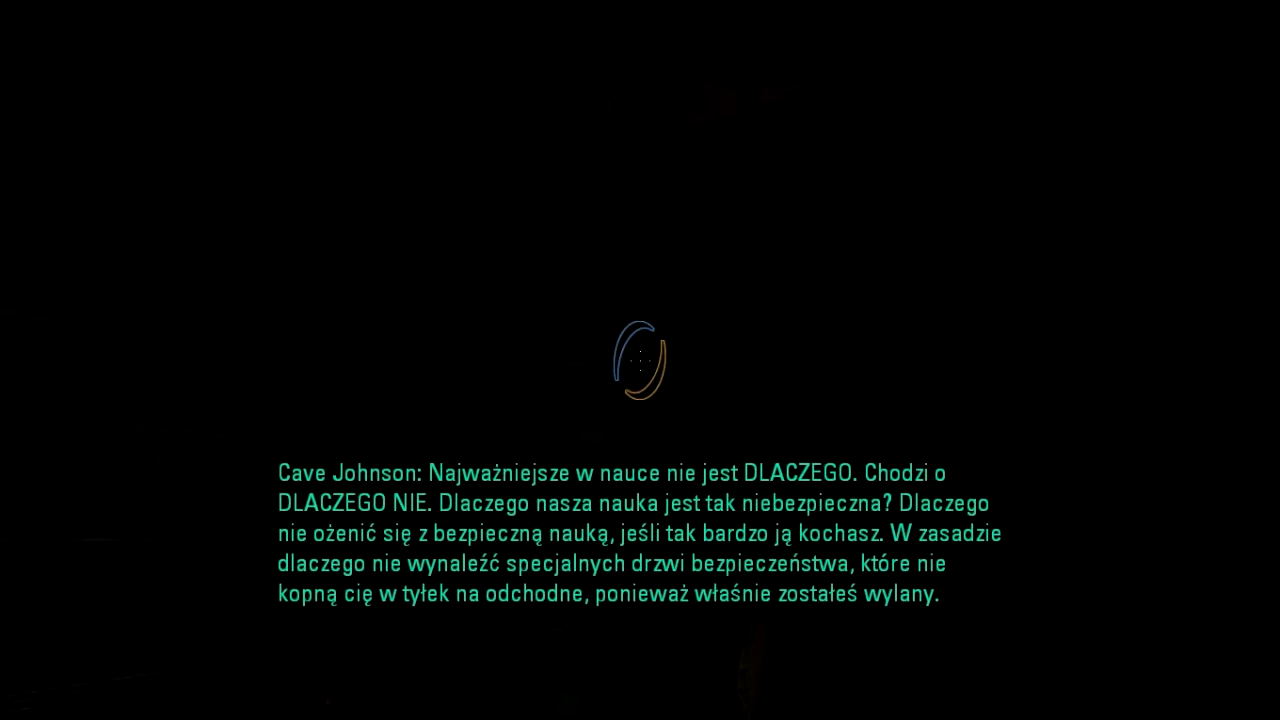 Cave Johnson: Najważniejsze w nauce nie jest DLACZEGO. Chodzi o
DLACZEGO NIE. Dlaczego nasza nauka jest tak niebezpieczna? Dlaczego
nie ożenić się z bezpieczną nauką, jeśli tak bardzo ją kochasz. W zasadzie
dlaczego nie wynaleźć specjalnych drzwi bezpieczeństwa, które nie
kopną cię w tyłek na odchodne, ponieważ właśnie zostałeś wylany.